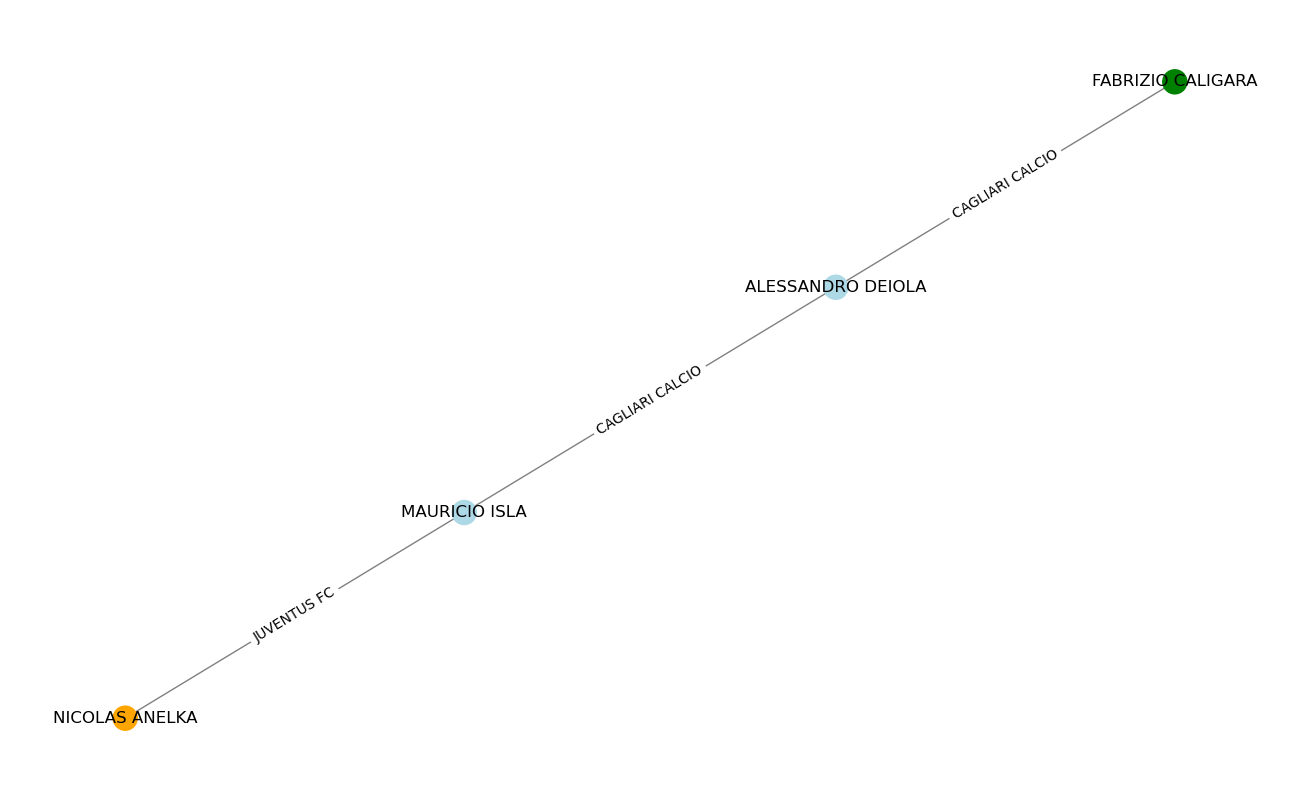 FABRIZIO CALIGARA
CAGLIARI CALCIO
ALESSANDRO DEIOLA
CAGLIARI CALCIO
MAURICIO ISLA
JUVENTUS FC
NICOLAS ANELKA